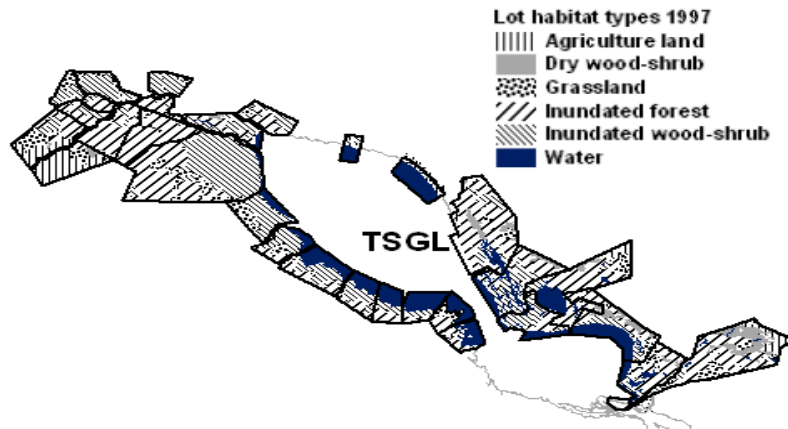 Lot habitat types 1997
Agriculture land
Dry wood-shrub
Grassland
Inundated forest
Inundated wood-shrub
Water
TSGL